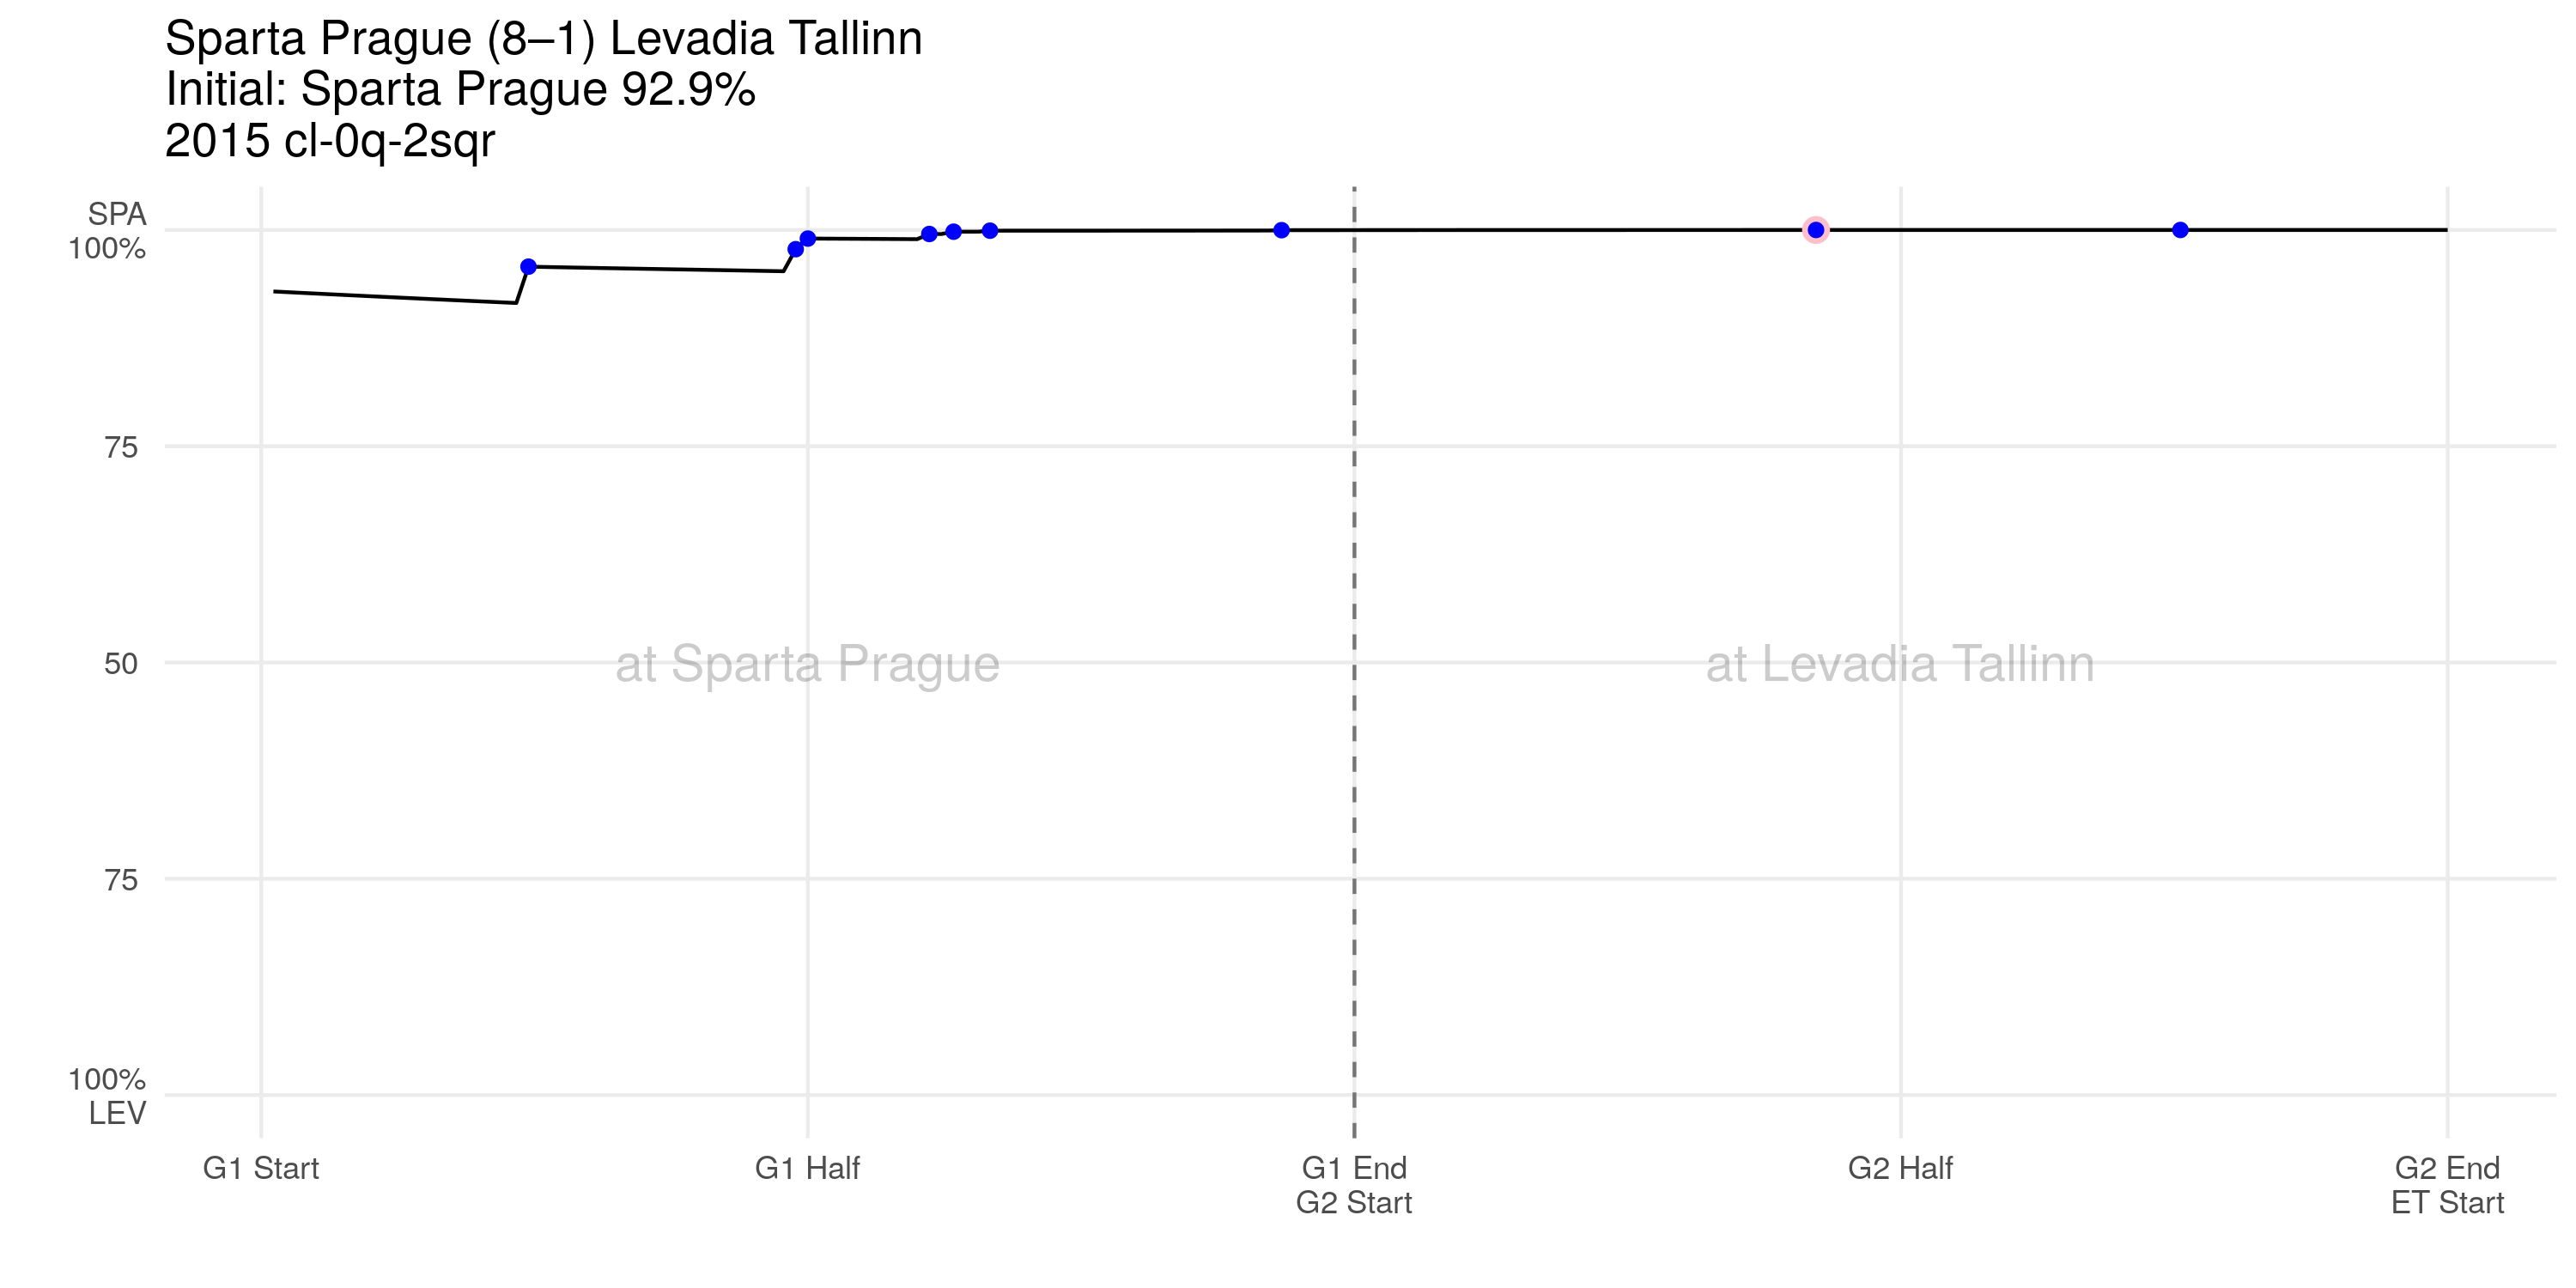 Sparta Prague (8–1) Levadia Tallinn
Initial: Sparta Prague 92.9%
2015 cl-0q-2sqr
SPA
100%
75
50
75
100%
LEV
at Sparta Prague
at Levadia Tallinn
G1 Start
G1 Half
G1 End
G2 Start
G2 Half
G2 End
ET Start